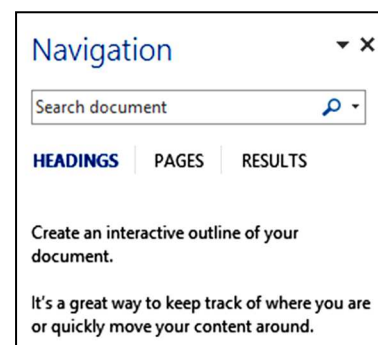 Navigation
Search document
HEADINGS PAGES RESULTS
Create an interactive outline of your
document.
It's a great way to keep track of where you are
or quickly move your content around.